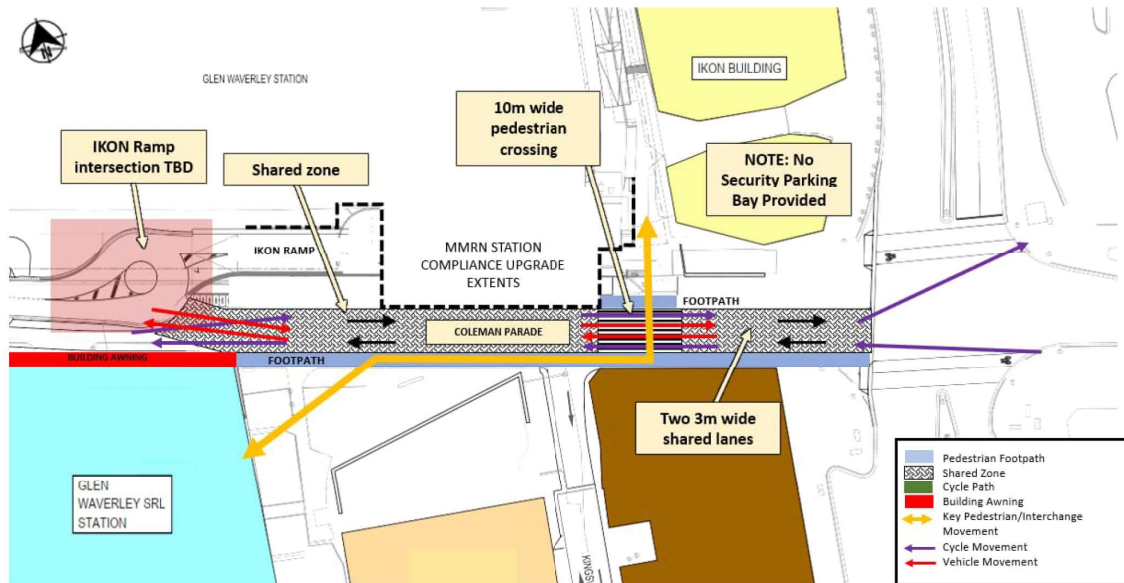 N
GLEN WAVERLEY STATION
IKON BUILDING
10m wide
pedestrian
crossing
IKON Ramp
intersection TBD
Shared zone
NOTE: No
Security Parking
Bay Provided
IKON RAMP
MMRN STATION
COMPLIANCE UPGRADE
EXTENTS
FOOTPATH
COLEMAN PARADE
BUILDING AWNING
FOOTPATH
Two 3m wide
shared lanes
GLEN
WAVERLEY SRL
STATION
Pedestrian Footpath
Shared Zone
Cycle Path
Building Awning
Key Pedestrian/Interchange
Movement
Cycle Movement
Vehicle Movement